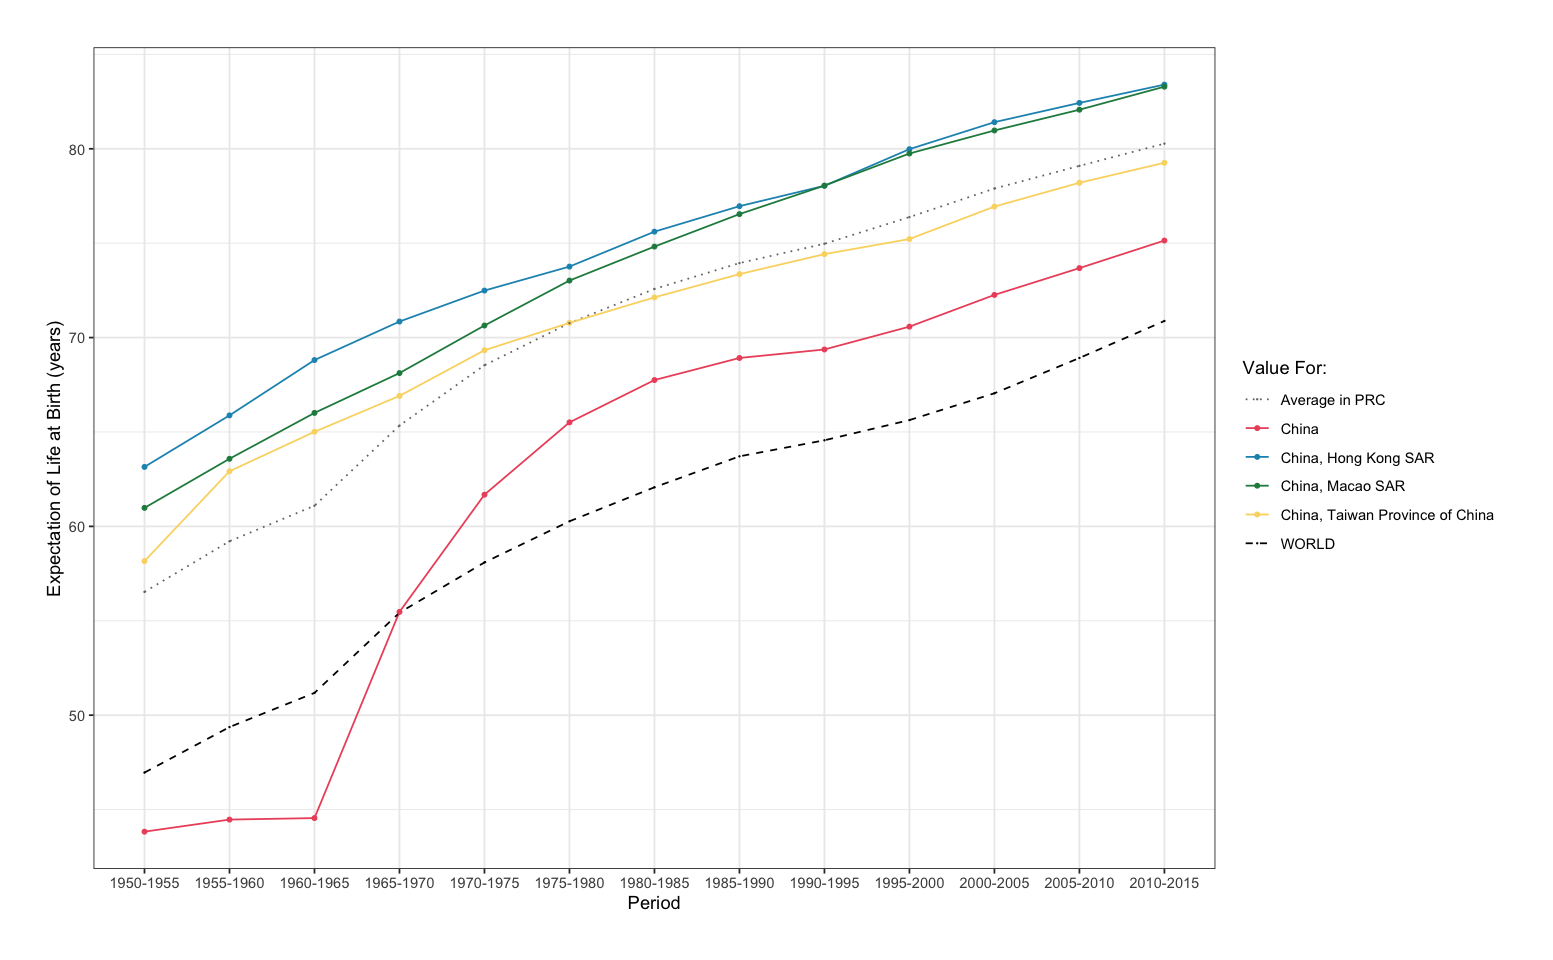 Expectation of Life at Birth (years)
80
70
60
50
1950-1955 1955-1960 1960-1965 1965-1970 1970-1975 1975-1980 1980-1985 1985-1990 1990-1995 1995-2000 2000-2005 2005-2010 2010-2015
Period
Value For:
Average in PRC
China
China, Hong Kong SAR
China, Macao SAR
China, Taiwan Province of China
WORLD